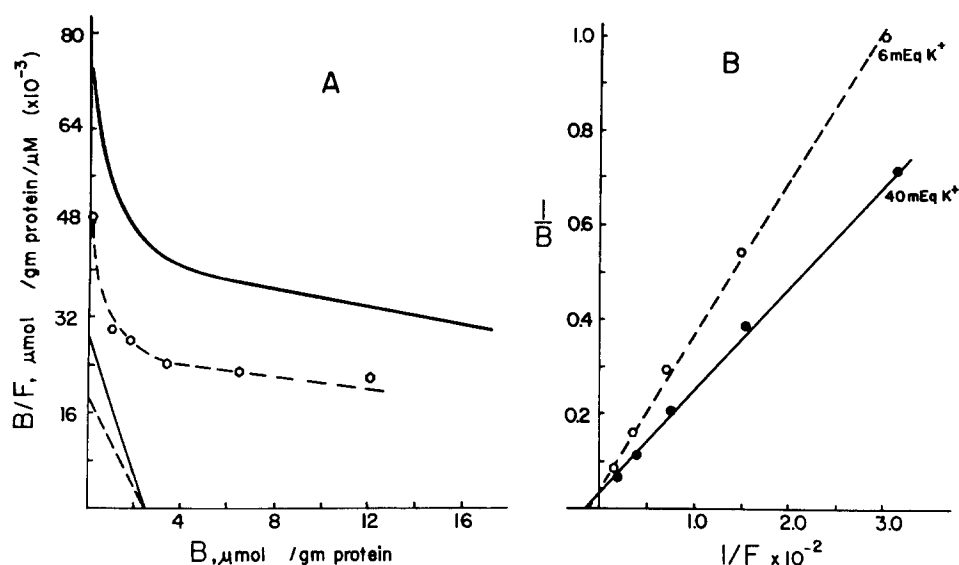 A
B/F, μmol /gm protein/μM (x10⁻³)
80
64
48
32
16
4
8
12
16
B, μmol /gm protein
B
1/B
1.0
0.8
0.6
0.4
0.2
6mEq K⁺
40mEq K⁺
1.0
2.0
3.0
1/F x10⁻²